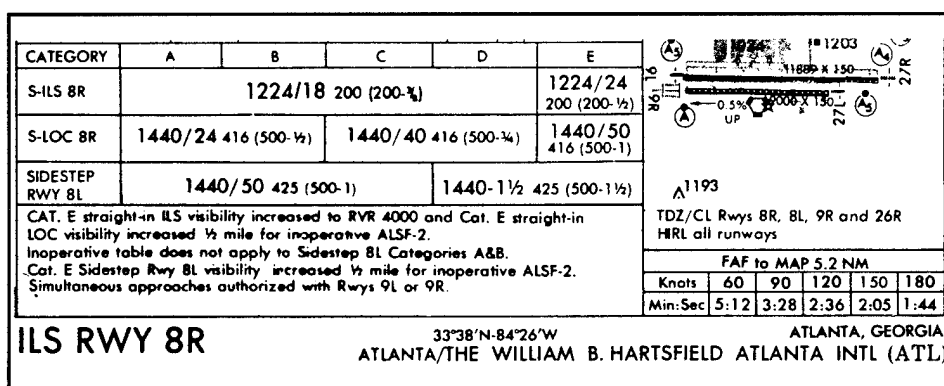 CATEGORY A B C D E
S-ILS 8R 1224/18 200 (200-⅜) 1224/24 200 (200-½)
S-LOC 8R 1440/24 416 (500-½) 1440/40 416 (500-¾) 1440/50 416 (500-1)
SIDESTEP RWY 8L 1440/50 425 (500-1) 1440-1½ 425 (500-1½)
CAT. E straight-in ILS visibility increased to RVR 4000 and Cat. E straight-in
LOC visibility increased ½ mile for inoperative ALSF-2.
Inoperative table does not apply to Sidestep 8L Categories A&B.
Cat. E Sidestep Rwy 8L visibility increased ½ mile for inoperative ALSF-2.
Simultaneous approaches authorized with Rwys 9L or 9R.
1203
A5
A4
11889 X 150
27R
16
9R
A
0.5%
UP
9000 X 150
27L
A5
1193
TDZ/CL Rwys 8R, 8L, 9R and 26R
HIRL all runways
FAF to MAP 5.2 NM
Knots 60 90 120 150 180
Min:Sec 5:12 3:28 2:36 2:05 1:44
ILS RWY 8R
33°38'N-84°26'W
ATLANTA, GEORGIA
ATLANTA/THE WILLIAM B. HARTSFIELD ATLANTA INTL (ATL)